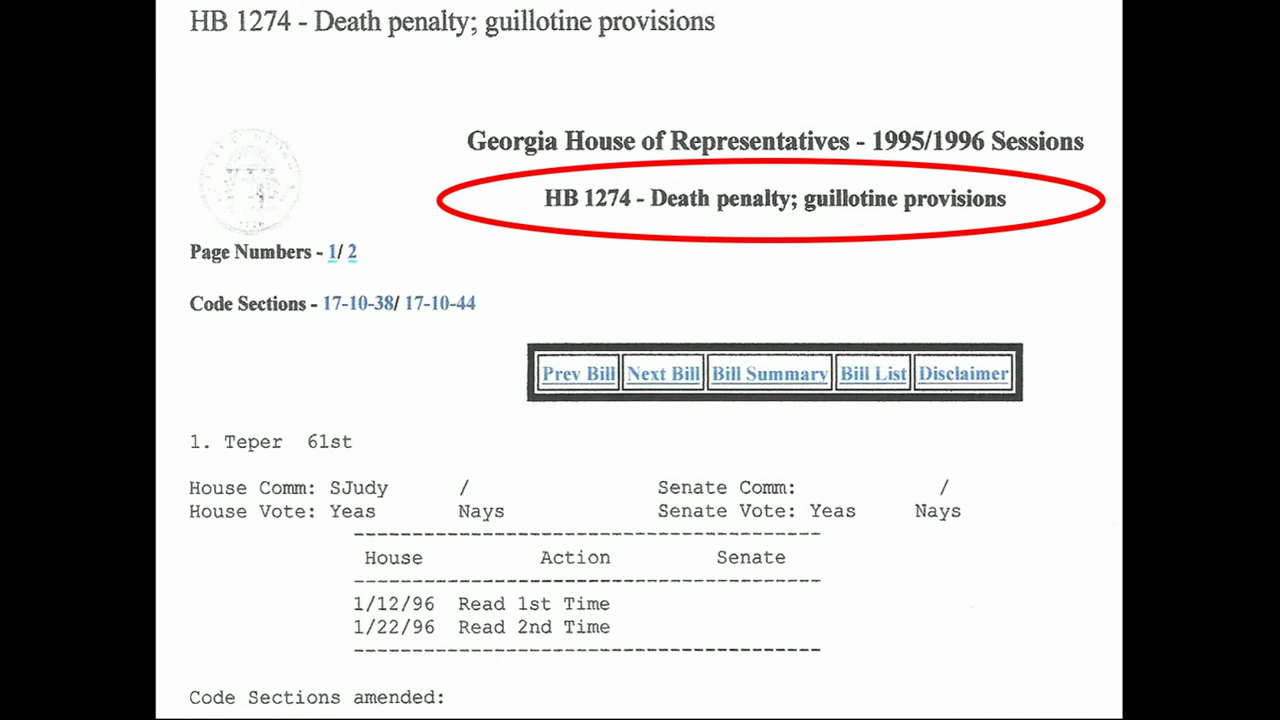 HB 1274 - Death penalty; guillotine provisions
Georgia House of Representatives - 1995/1996 Sessions
HB 1274 - Death penalty; guillotine provisions
Page Numbers - 1/ 2
Code Sections - 17-10-38/ 17-10-44
Prev Bill Next Bill Bill Summary Bill List Disclaimer
1. Teper 61st
House Comm: SJudy / Senate Comm: /
House Vote: Yeas Nays Senate Vote: Yeas Nays
House Action Senate
1/12/96 Read 1st Time
1/22/96 Read 2nd Time
Code Sections amended: